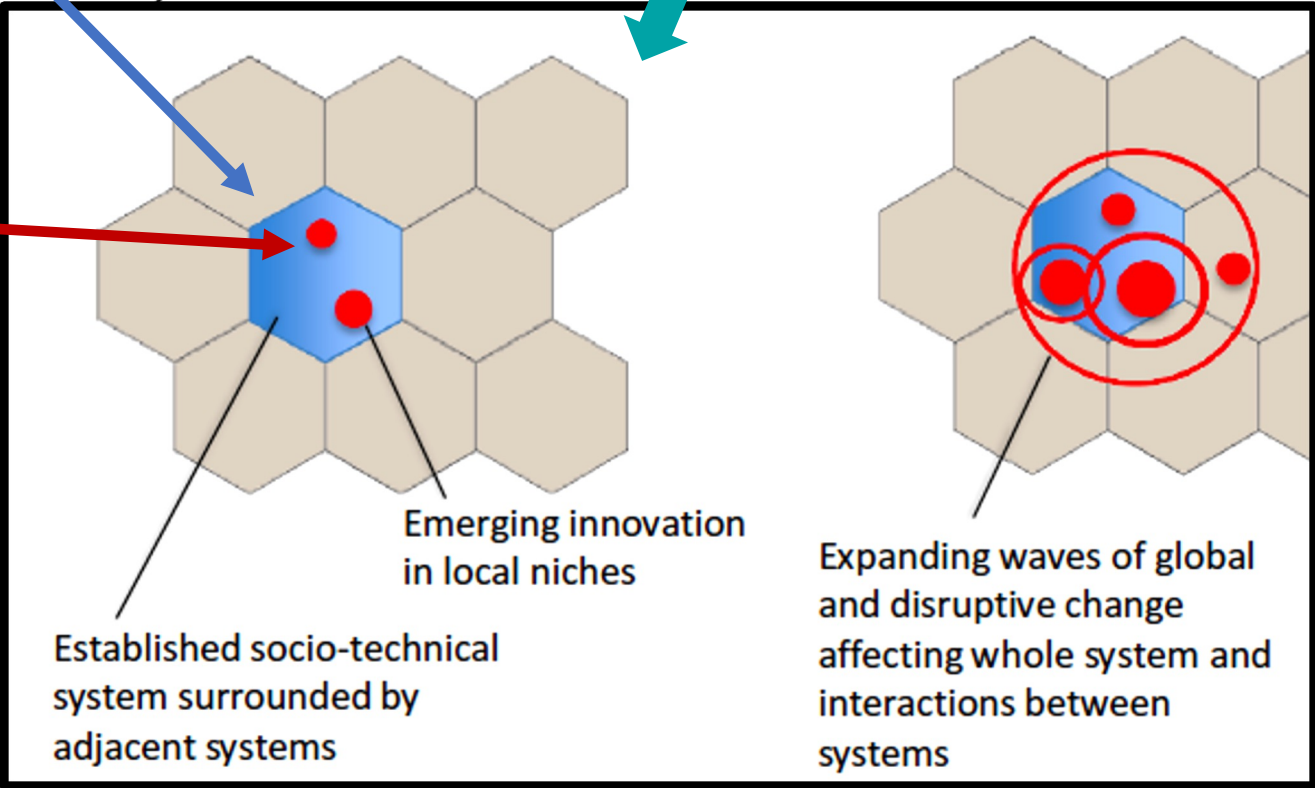 Emerging innovation
in local niches
Established socio-technical
system surrounded by
adjacent systems
Expanding waves of global
and disruptive change
affecting whole system and
interactions between
systems